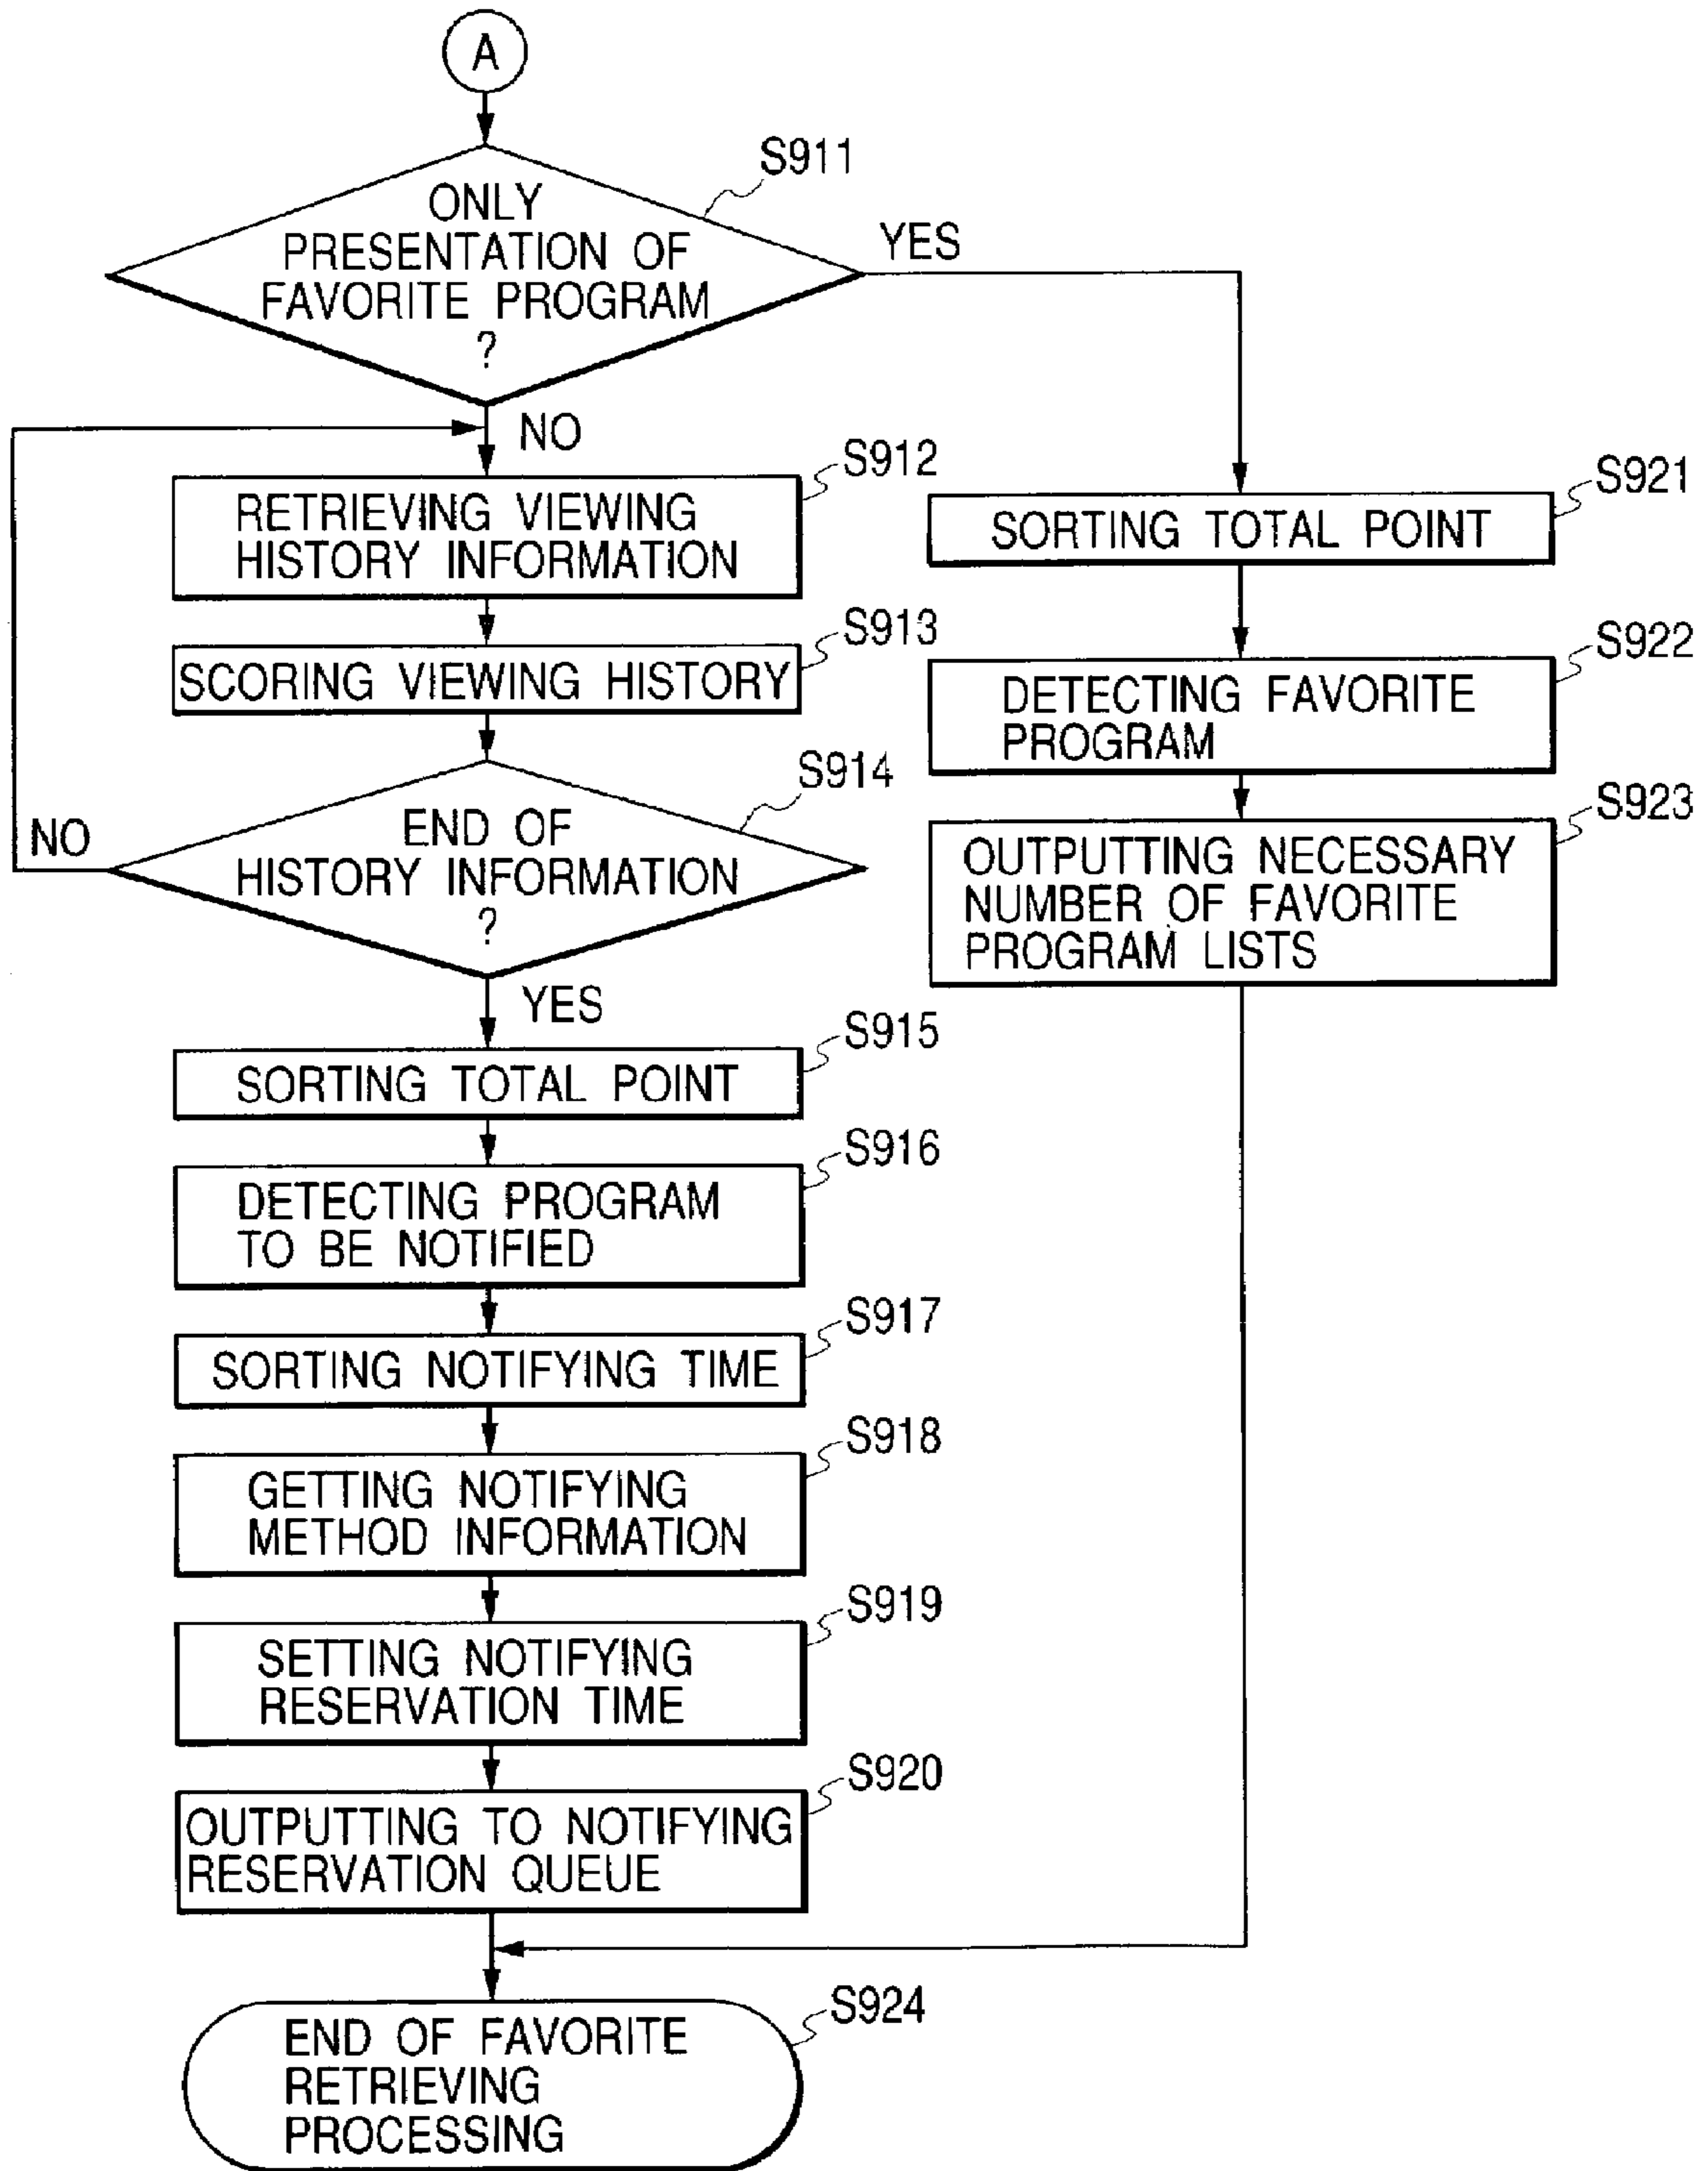 A
S911
ONLY
PRESENTATION OF
FAVORITE PROGRAM
?
YES
NO
S912
RETRIEVING VIEWING
HISTORY INFORMATION
S913
SCORING VIEWING HISTORY
S914
END OF
HISTORY INFORMATION
?
NO
YES
S915
SORTING TOTAL POINT
S916
DETECTING PROGRAM
TO BE NOTIFIED
S917
SORTING NOTIFYING TIME
S918
GETTING NOTIFYING
METHOD INFORMATION
S919
SETTING NOTIFYING
RESERVATION TIME
S920
OUTPUTTING TO NOTIFYING
RESERVATION QUEUE
S921
SORTING TOTAL POINT
S922
DETECTING FAVORITE
PROGRAM
S923
OUTPUTTING NECESSARY
NUMBER OF FAVORITE
PROGRAM LISTS
S924
END OF FAVORITE
RETRIEVING
PROCESSING